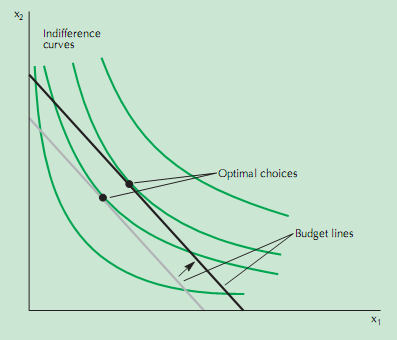 x2
Indifference
curves
Optimal choices
Budget lines
x1